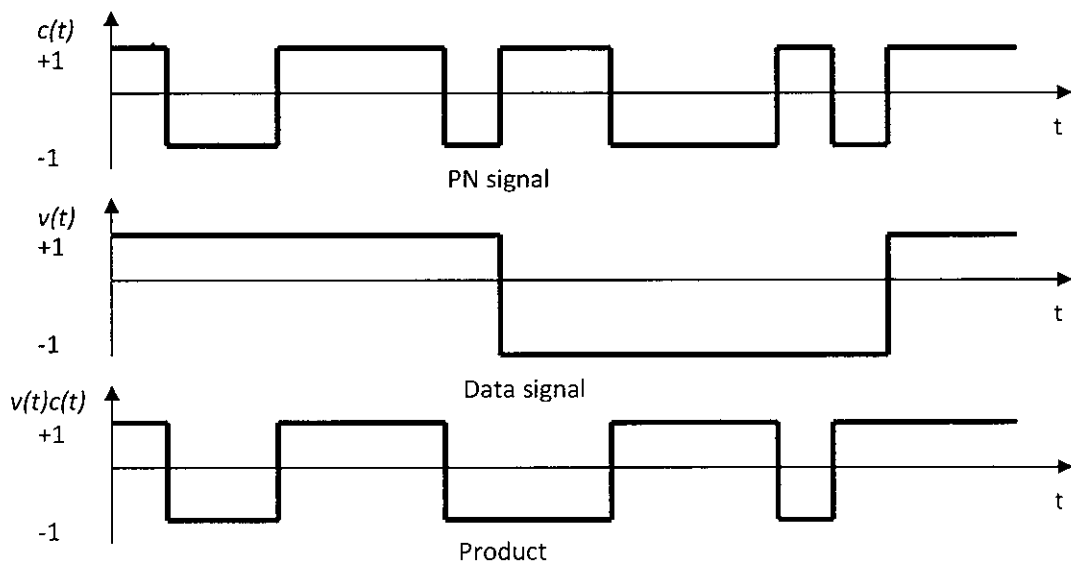 c(t)
+1
t
-1
PN signal
v(t)
+1
t
-1
Data signal
v(t)c(t)
+1
t
-1
Product